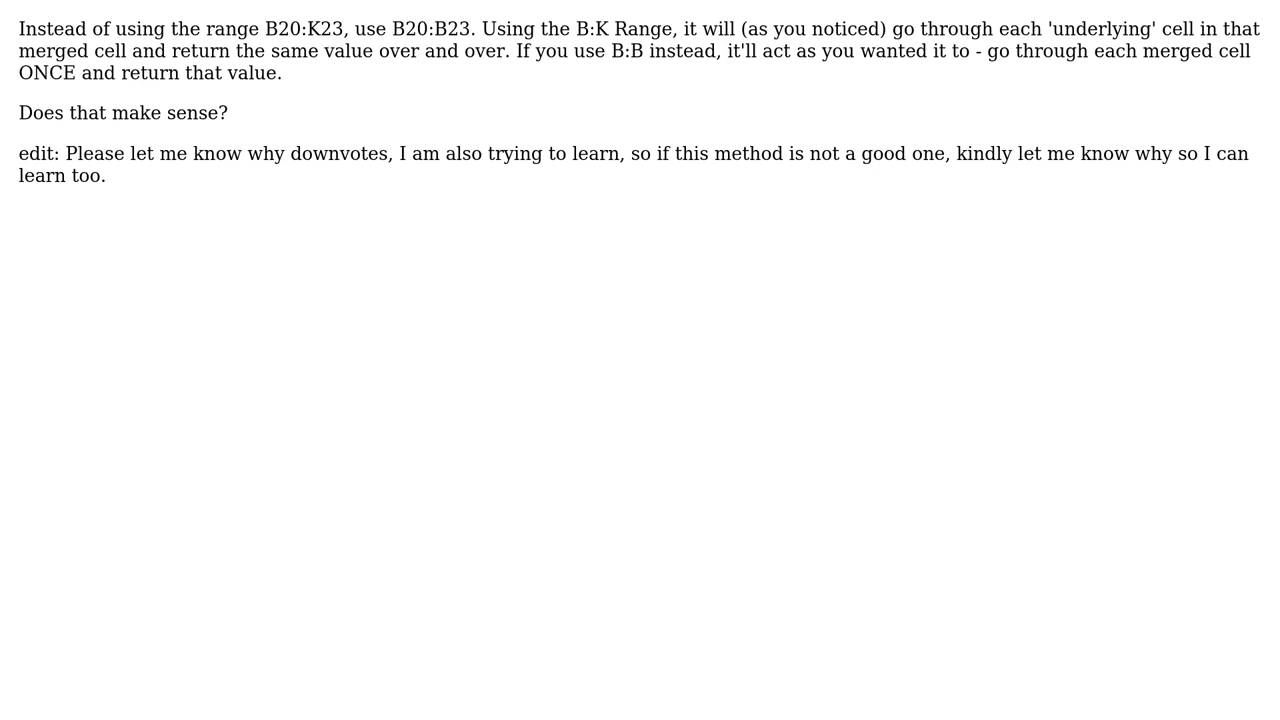 Instead of using the range B20:K23, use B20:B23. Using the B:K Range, it will (as you noticed) go through each 'underlying' cell in that
merged cell and return the same value over and over. If you use B:B instead, it'll act as you wanted it to - go through each merged cell
ONCE and return that value.
Does that make sense?
edit: Please let me know why downvotes, I am also trying to learn, so if this method is not a good one, kindly let me know why so I can
learn too.